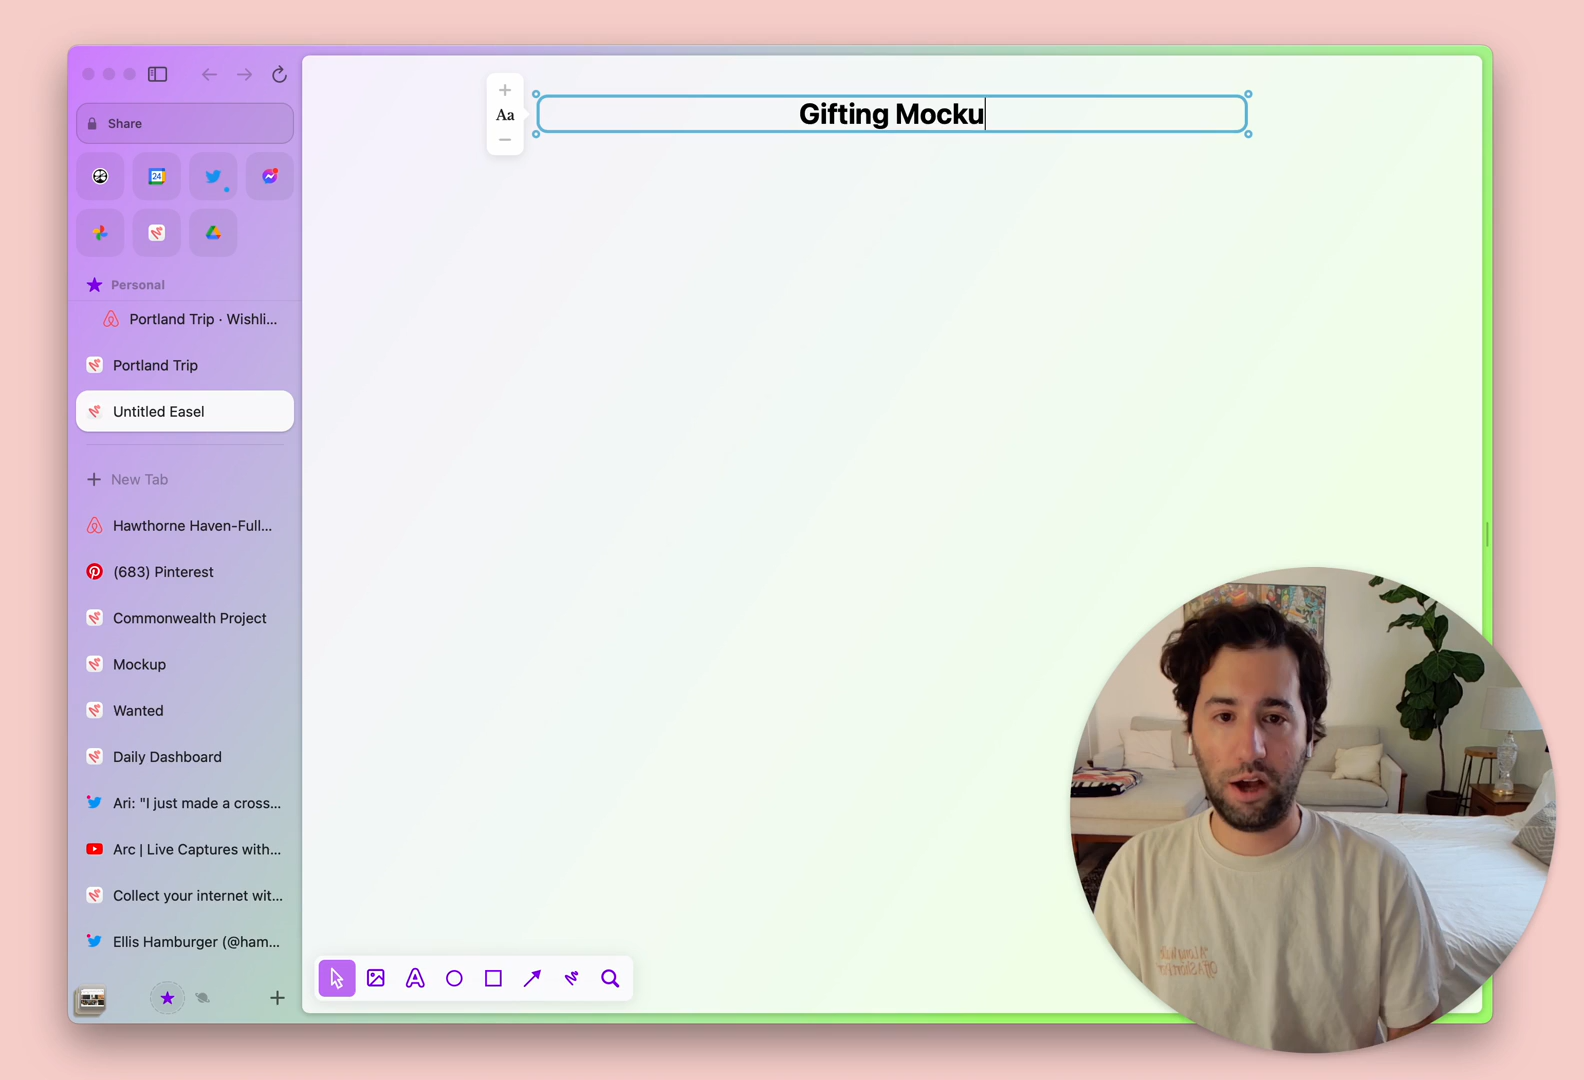 Share
24
Personal
Portland Trip · Wishli...
Portland Trip
Untitled Easel
New Tab
Hawthorne Haven-Full...
(683) Pinterest
Commonwealth Project
Mockup
Wanted
Daily Dashboard
Ari: "I just made a cross...
Arc | Live Captures with...
Collect your internet wit...
Ellis Hamburger (@ham...
Aa
Gifting Mocku